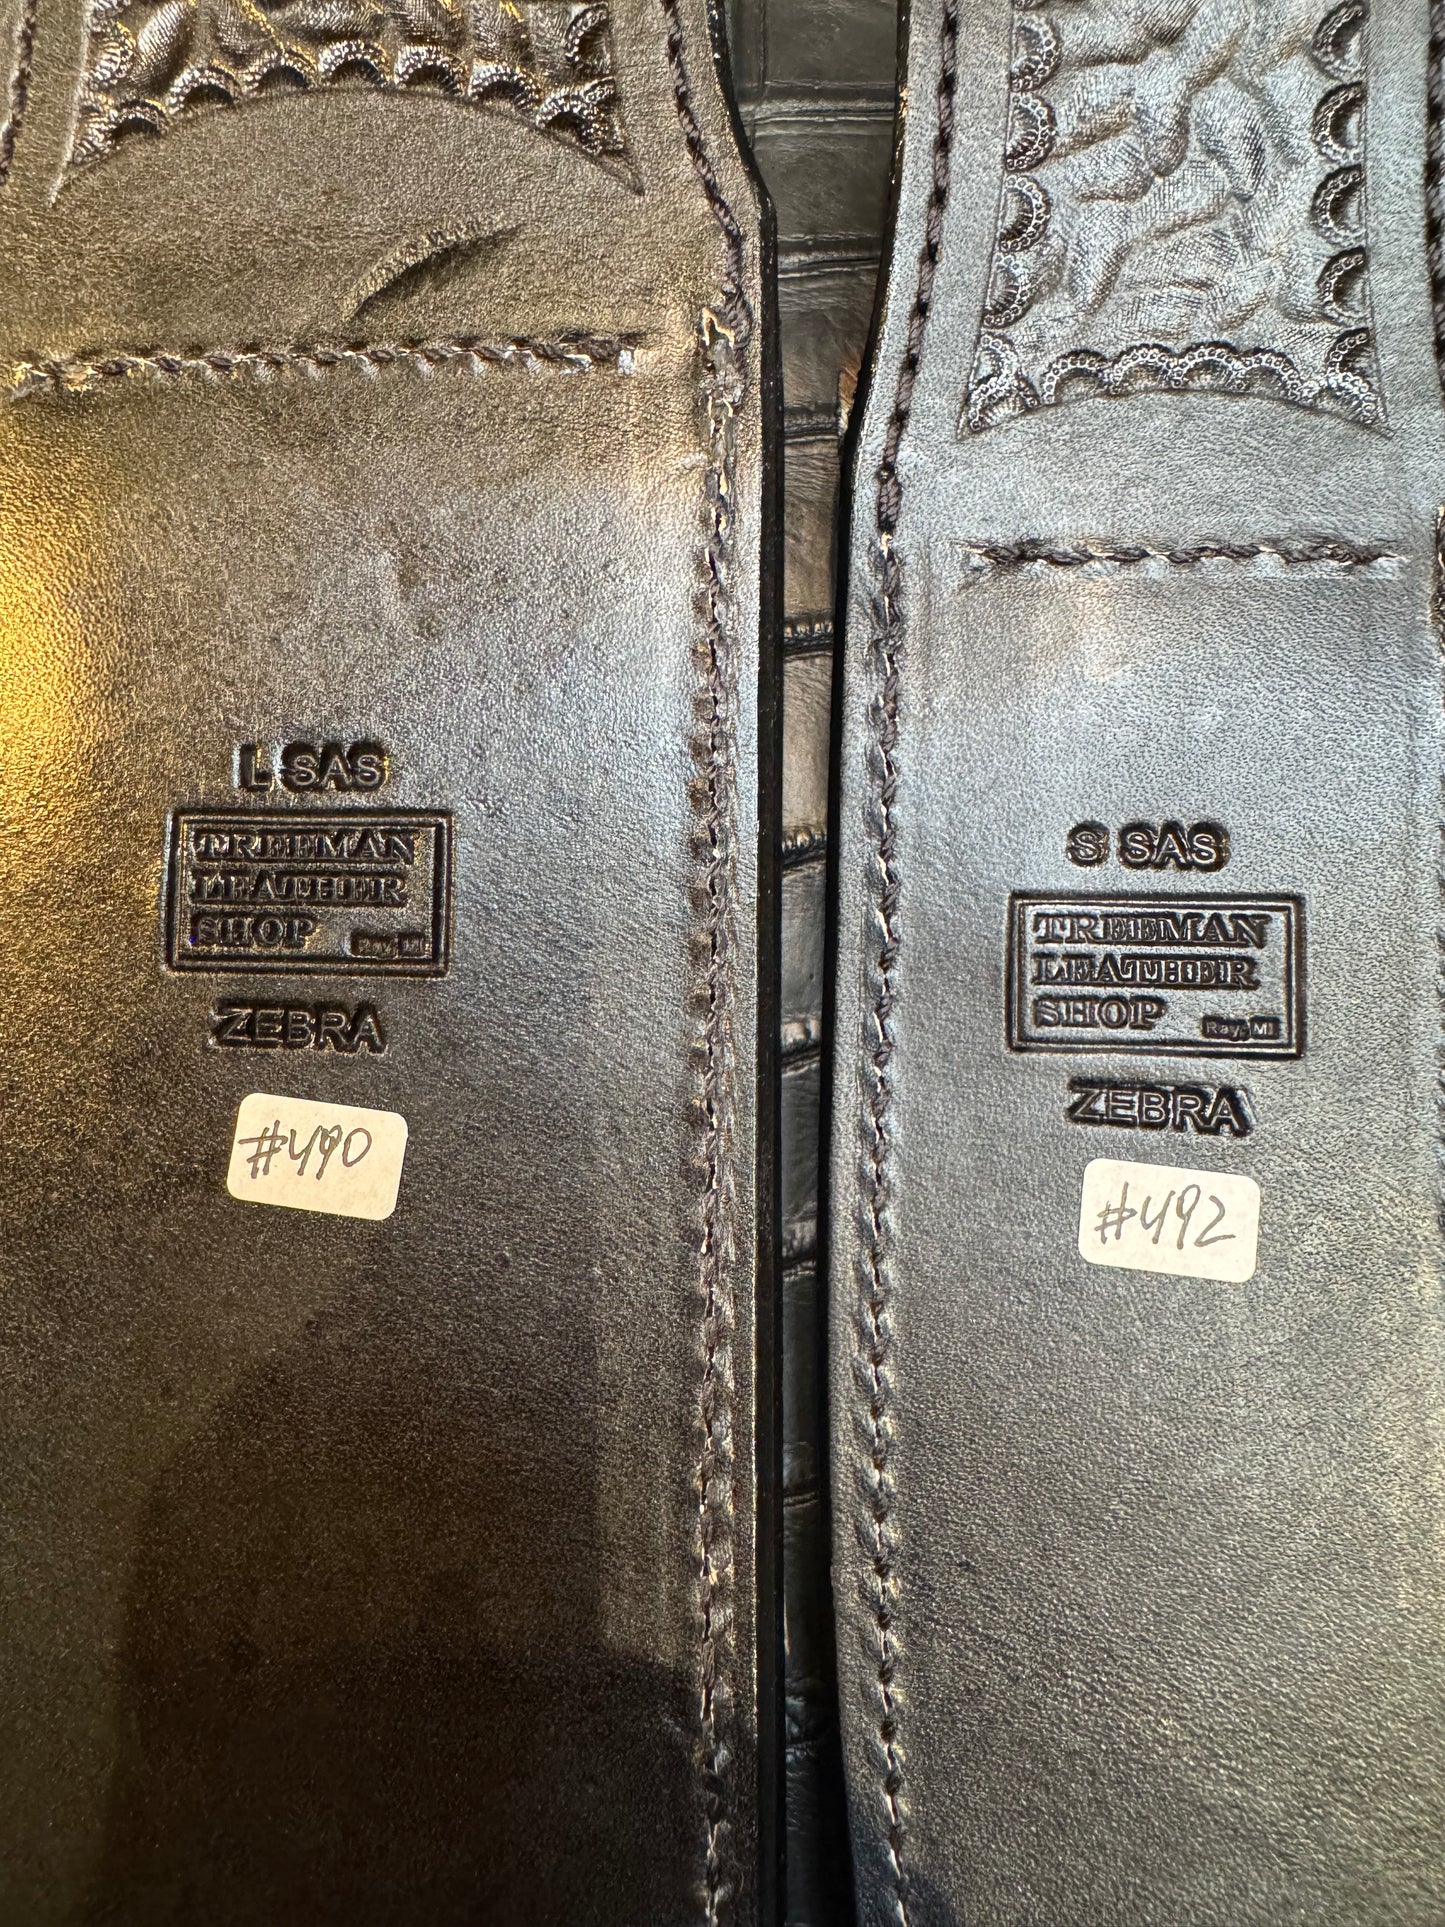 L SAS
TREEMAN
LEATHER
SHOP Ray, MI
ZEBRA
#490
S SAS
TREEMAN
LEATHER
SHOP Ray, MI
ZEBRA
#492